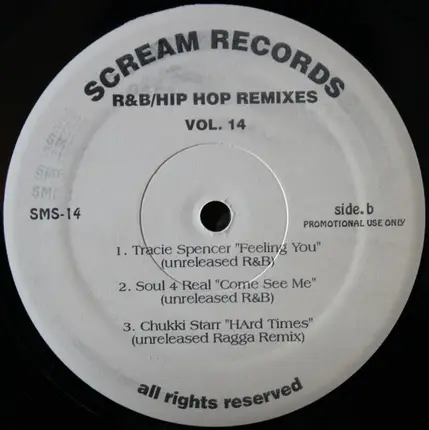 SCREAM RECORDS
R&B/HIP HOP REMIXES
VOL. 14
SMS-14
side.b
PROMOTIONAL USE ONLY
1. Tracie Spencer "Feeling You"
(unreleased R&B)
2. Soul 4 Real "Come See Me"
(unreleased R&B)
3. Chukki Starr "HArd Times"
(unreleased Ragga Remix)
all rights reserved